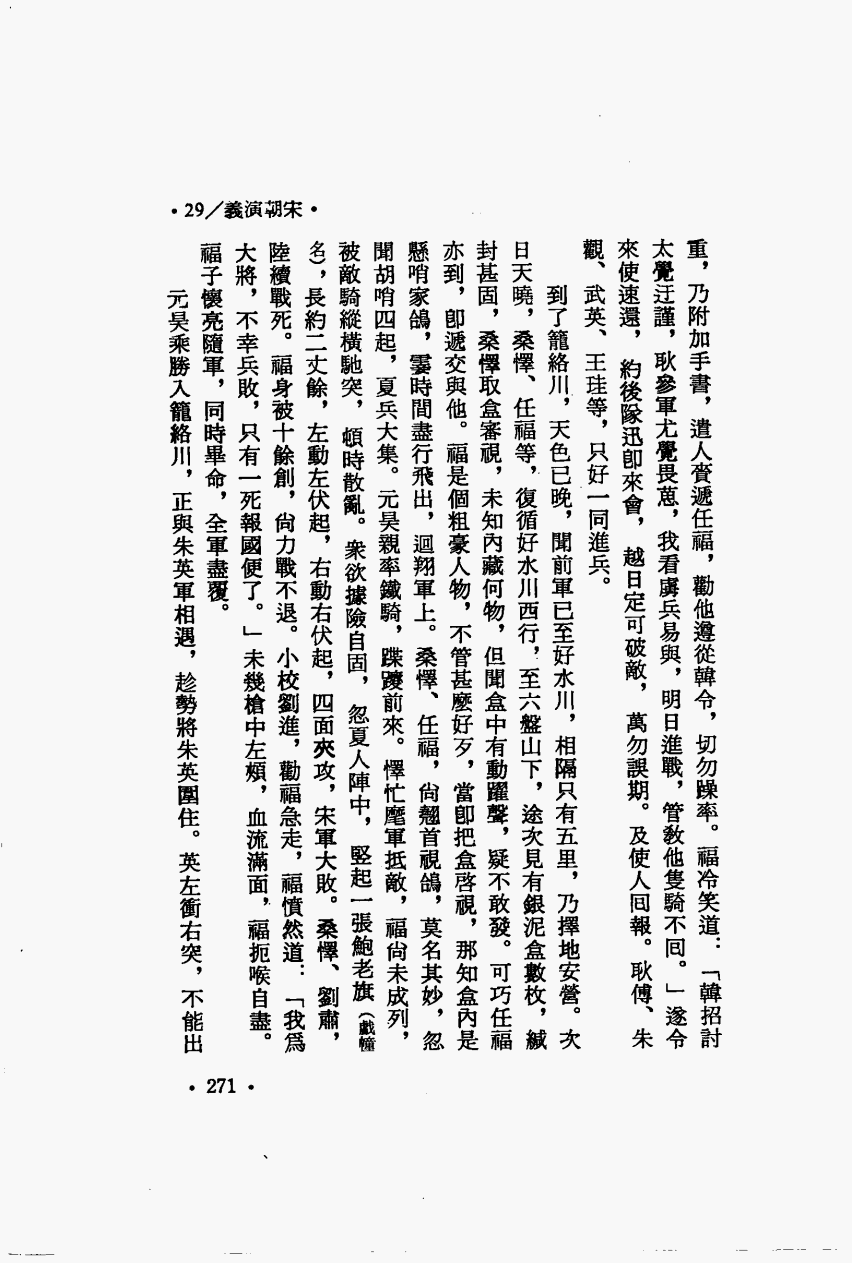 •29／義演朝宋•
重，乃附加手書，遣人賚遞任福，勸他遵從韓令，切勿躁率。福冷笑道：「韓招討
太覺迂謹，耿參軍尤覺畏葸，我看虜兵易與，明日進戰，管教他隻騎不回。」遂令
來使速還，約後隊迅卽來會，越日定可破敵，萬勿誤期。及使人回報。耿傅、朱
觀、武英、王珪等，只好一同進兵。
到了籠絡川，天色已晚，聞前軍已至好水川，相隔只有五里，乃擇地安營。次
日天曉，桑懌、任福等，復循好水川西行，至六盤山下，途次見有銀泥盒數枚，緘
封甚固，桑懌取盒審視，未知內藏何物，但聞盒中有動躍聲，疑不敢發。可巧任福
亦到，卽遞交與他。福是個粗豪人物，不管甚麼好歹，當卽把盒啓視，那知盒內是
懸哨家鴿，霎時間盡行飛出，迴翔軍上。桑懌、任福，尙翹首視鴿，莫名其妙，忽
聞胡哨四起，夏兵大集。元昊親率鐵騎，蹀躞前來。懌忙麾軍抵敵，福尙未成列，
被敵騎縱橫馳突，頓時散亂。衆欲據險自固，忽夏人陣中，竪起一張鮑老旗（戲幢
名），長約二丈餘，左動左伏起，右動右伏起，四面夾攻，宋軍大敗。桑懌、劉肅，
陸續戰死。福身被十餘創，尙力戰不退。小校劉進，勸福急走，福憤然道：「我爲
大將，不幸兵敗，只有一死報國便了。」未幾槍中左頰，血流滿面，福扼喉自盡。
福子懷亮隨軍，同時畢命，全軍盡覆。
元昊乘勝入籠絡川，正與朱英軍相遇，趁勢將朱英圍住。英左衝右突，不能出
•271•